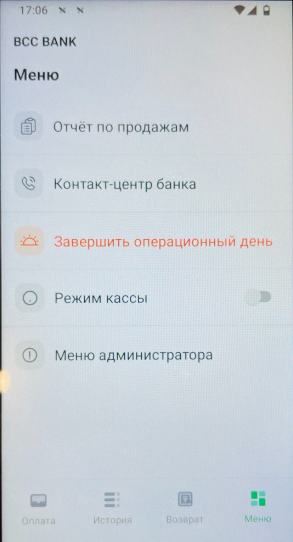 17:06
BCC BANK
Меню
Отчёт по продажам
Контакт-центр банка
Завершить операционный день
Режим кассы
Меню администратора
Оплата
История
Возврат
Меню